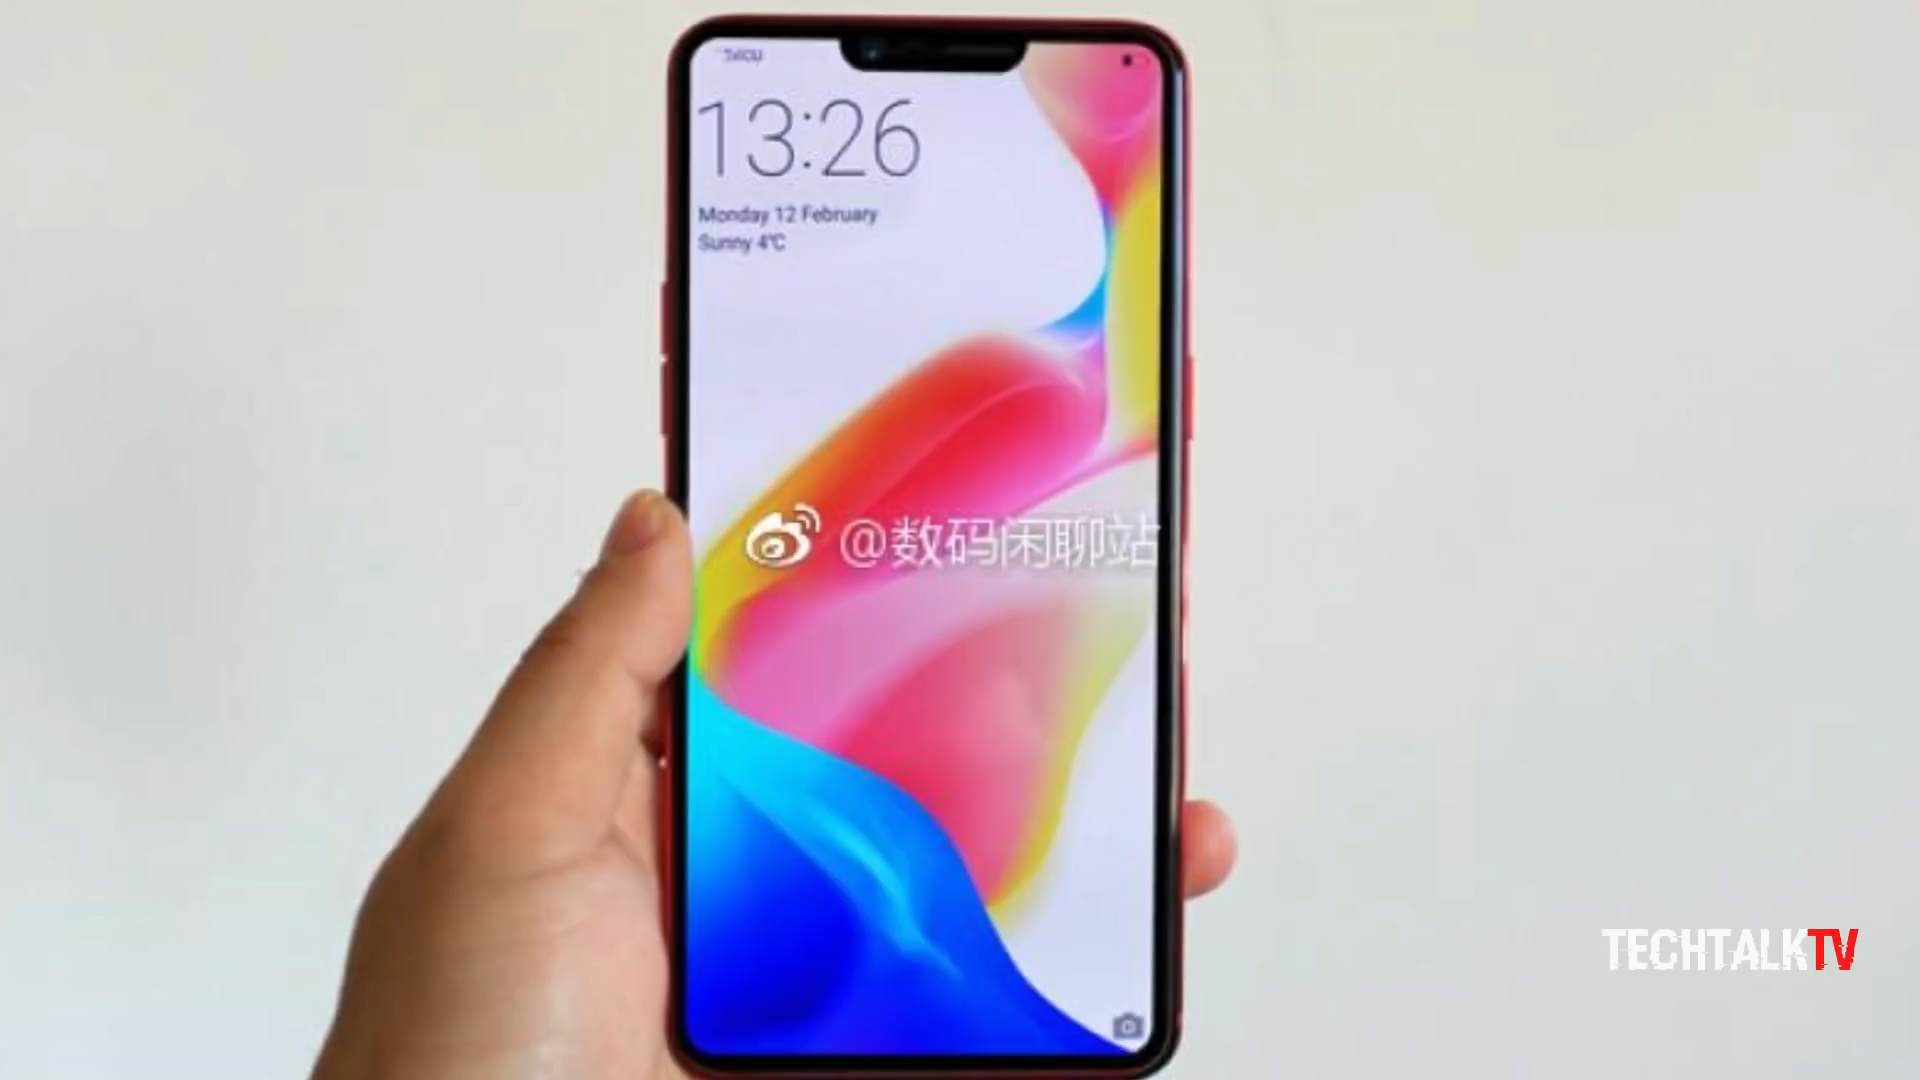 13:26
Monday 12 February
Sunny 4℃
@数码闲聊站
TECHTALKTV